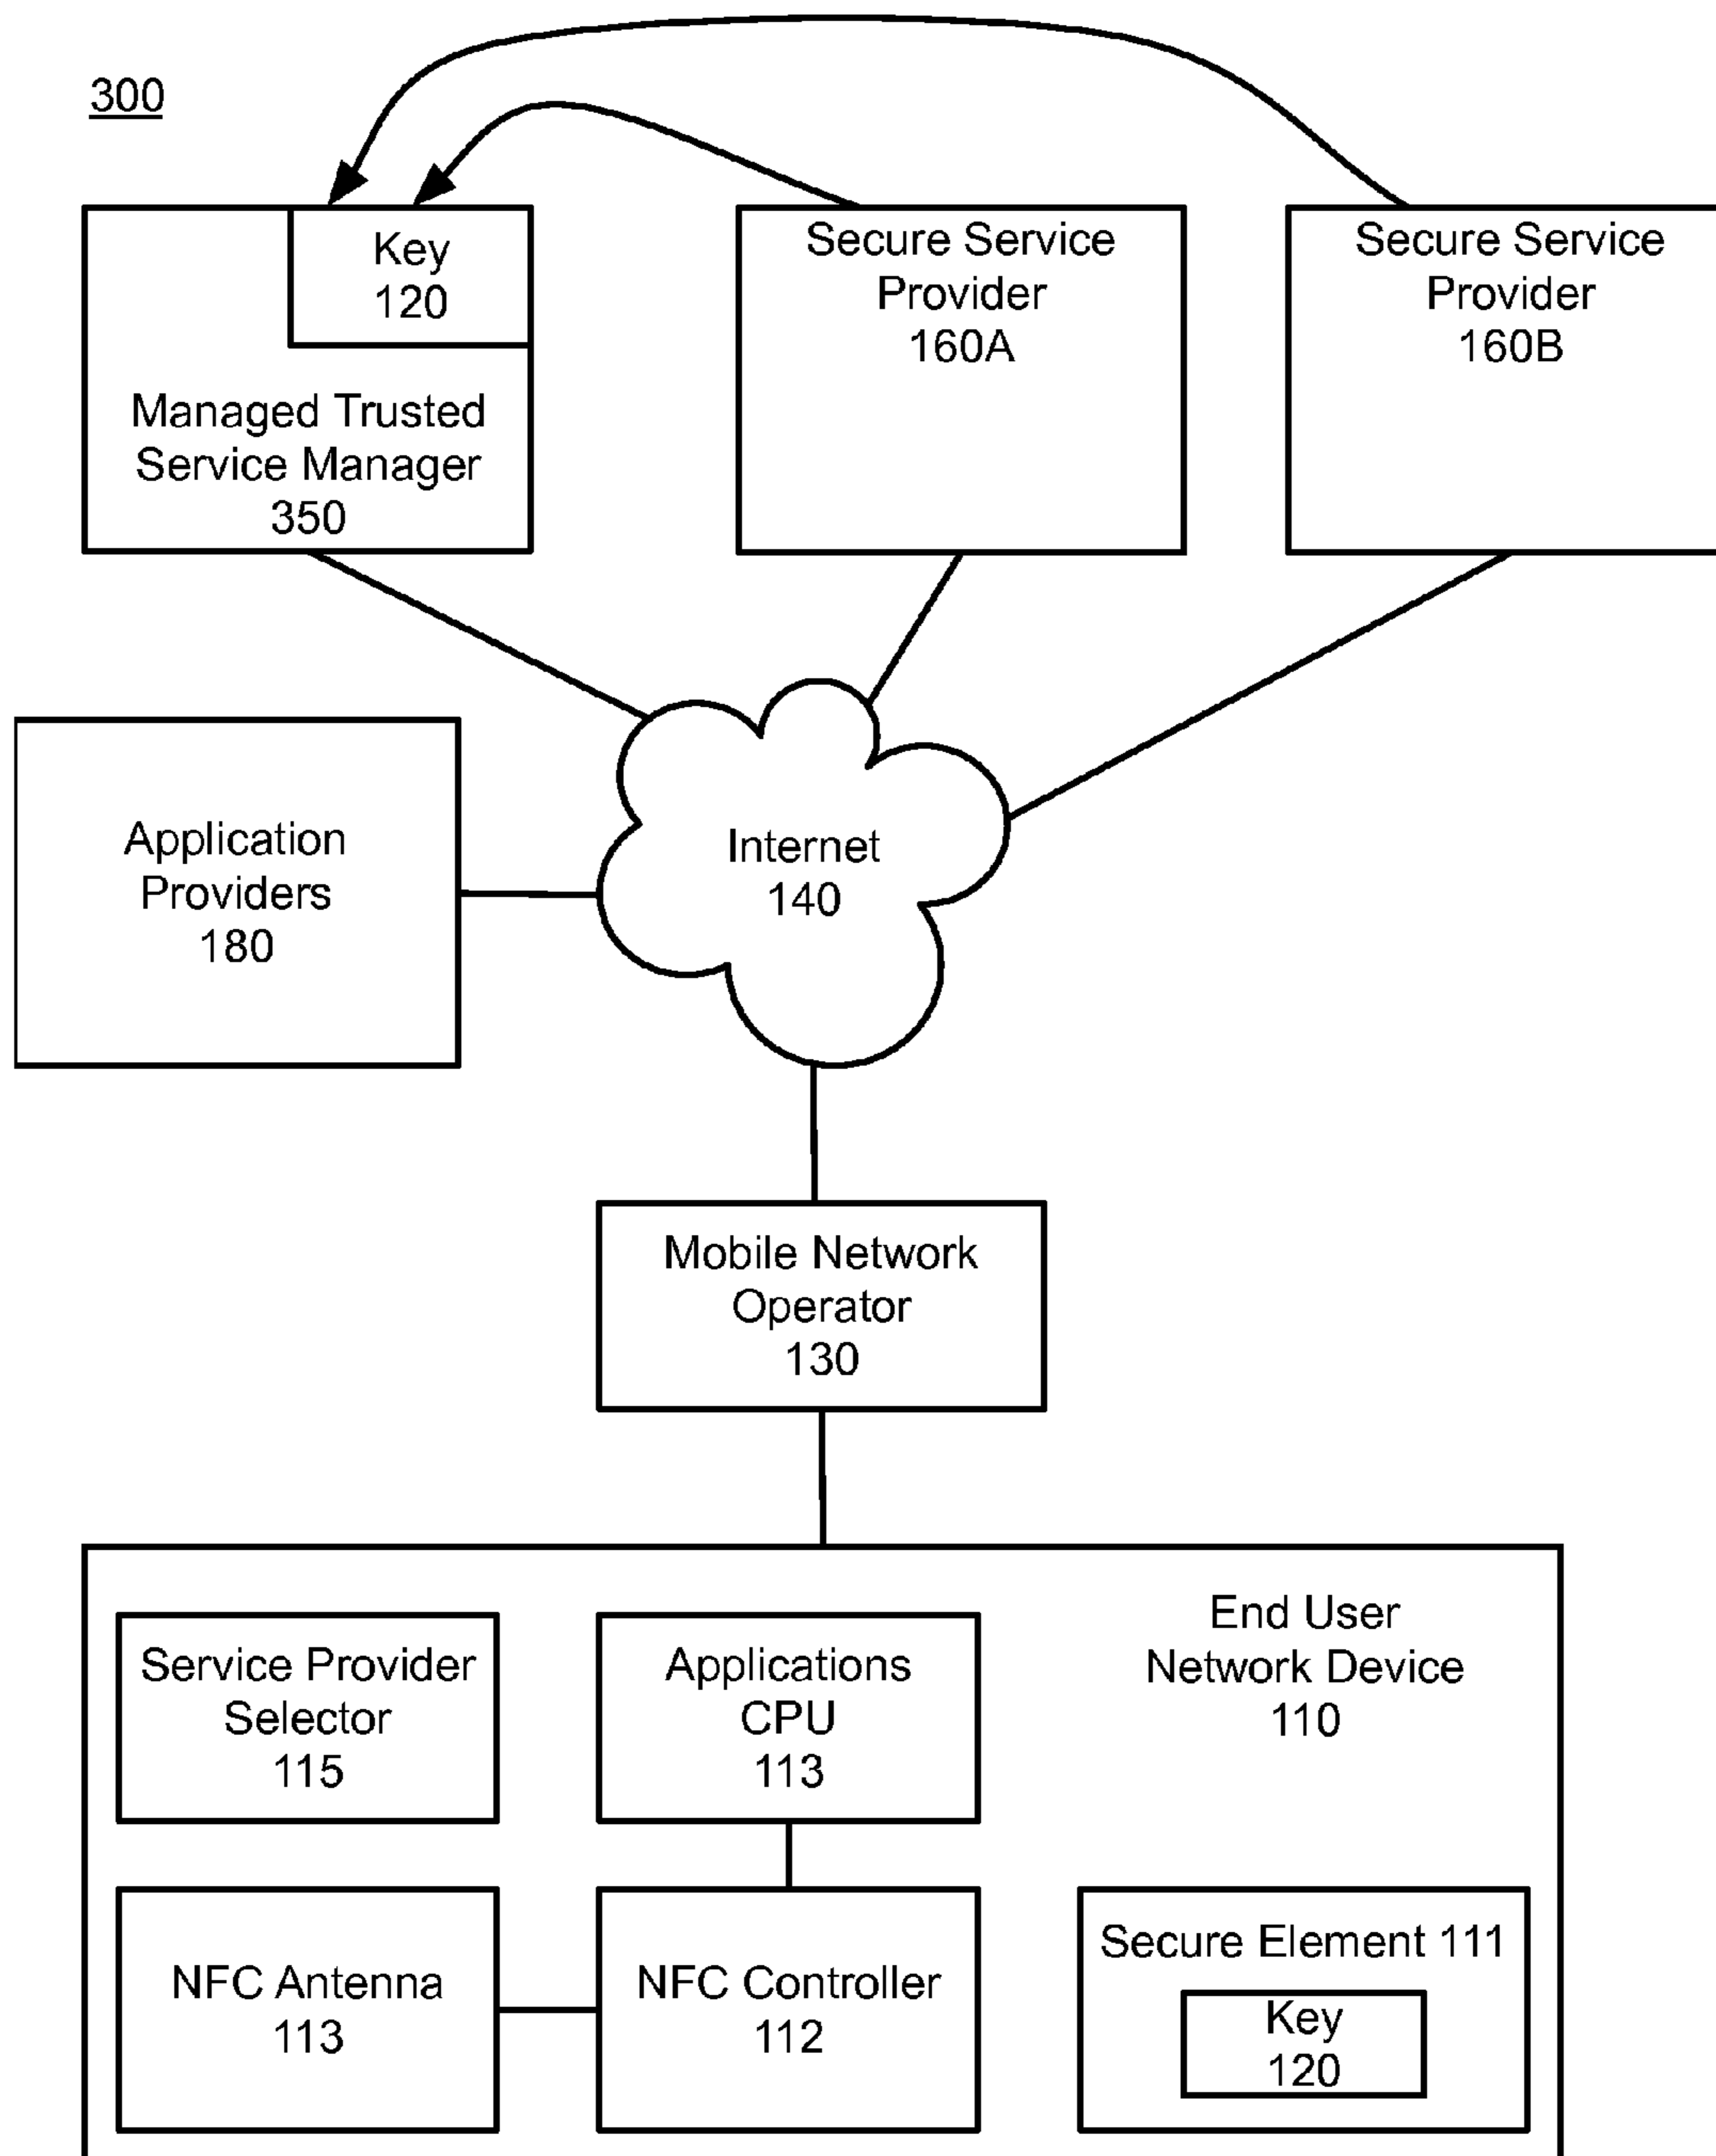 300
Key
120
Managed Trusted
Service Manager
350
Secure Service
Provider
160A
Secure Service
Provider
160B
Application
Providers
180
Internet
140
Mobile Network
Operator
130
End User
Network Device
110
Service Provider
Selector
115
Applications
CPU
113
NFC Antenna
113
NFC Controller
112
Secure Element 111
Key
120